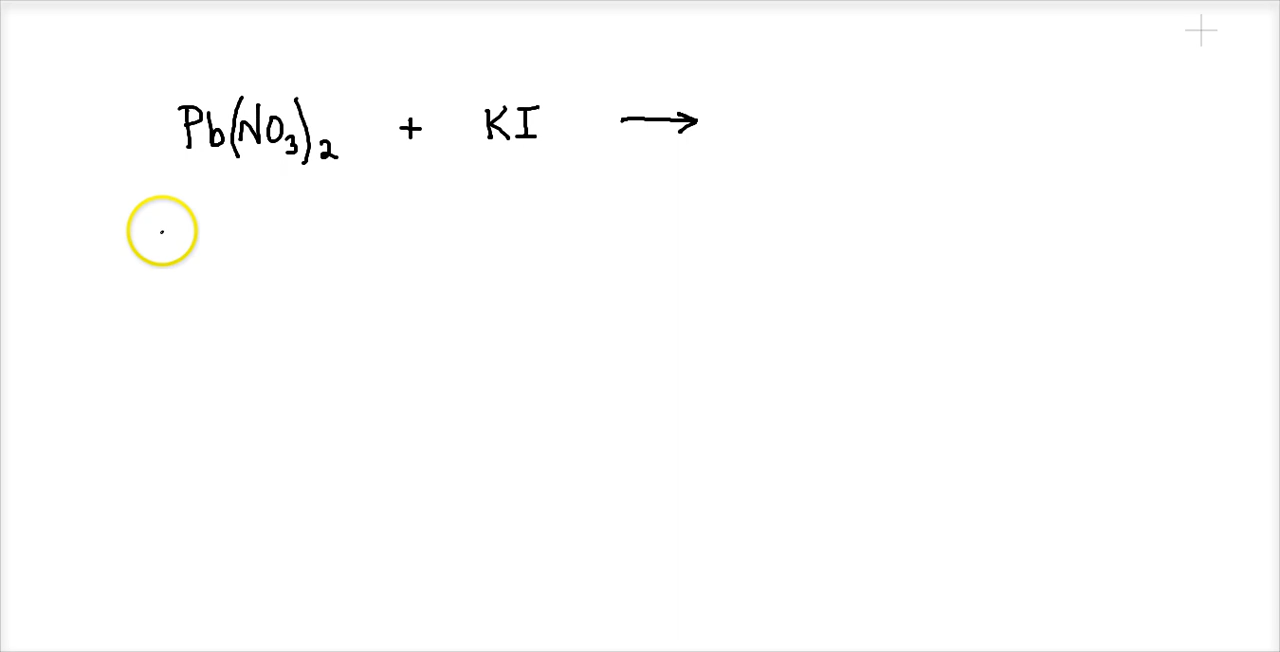 Pb(NO₃)₂ + KI →